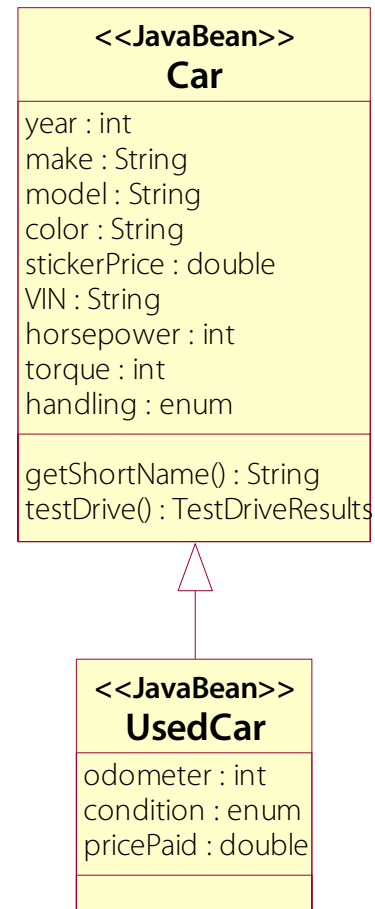 <<JavaBean>>
Car
year : int
make : String
model : String
color : String
stickerPrice : double
VIN : String
horsepower : int
torque : int
handling : enum
getShortName() : String
testDrive() : TestDriveResults
<<JavaBean>>
UsedCar
odometer : int
condition : enum
pricePaid : double